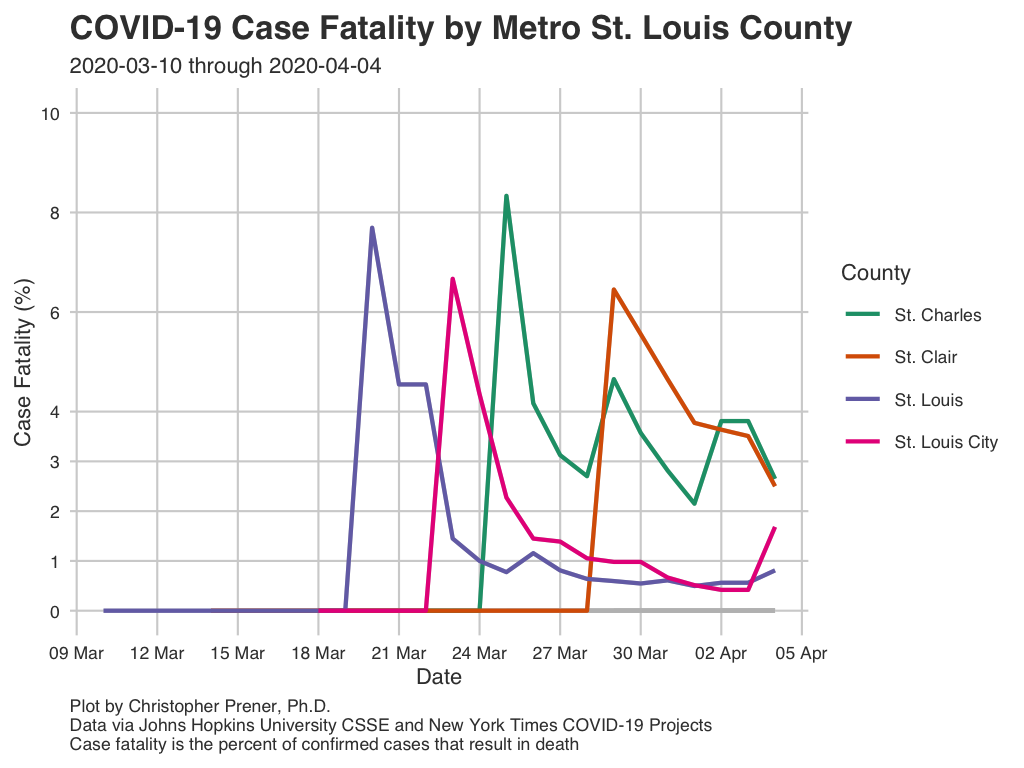 COVID-19 Case Fatality by Metro St. Louis County
2020-03-10 through 2020-04-04
10
8
6
4
3
2
1
0
Case Fatality (%)
09 Mar
12 Mar
15 Mar
18 Mar
21 Mar
24 Mar
27 Mar
30 Mar
02 Apr
05 Apr
Date
County
St. Charles
St. Clair
St. Louis
St. Louis City
Plot by Christopher Prener, Ph.D.
Data via Johns Hopkins University CSSE and New York Times COVID-19 Projects
Case fatality is the percent of confirmed cases that result in death